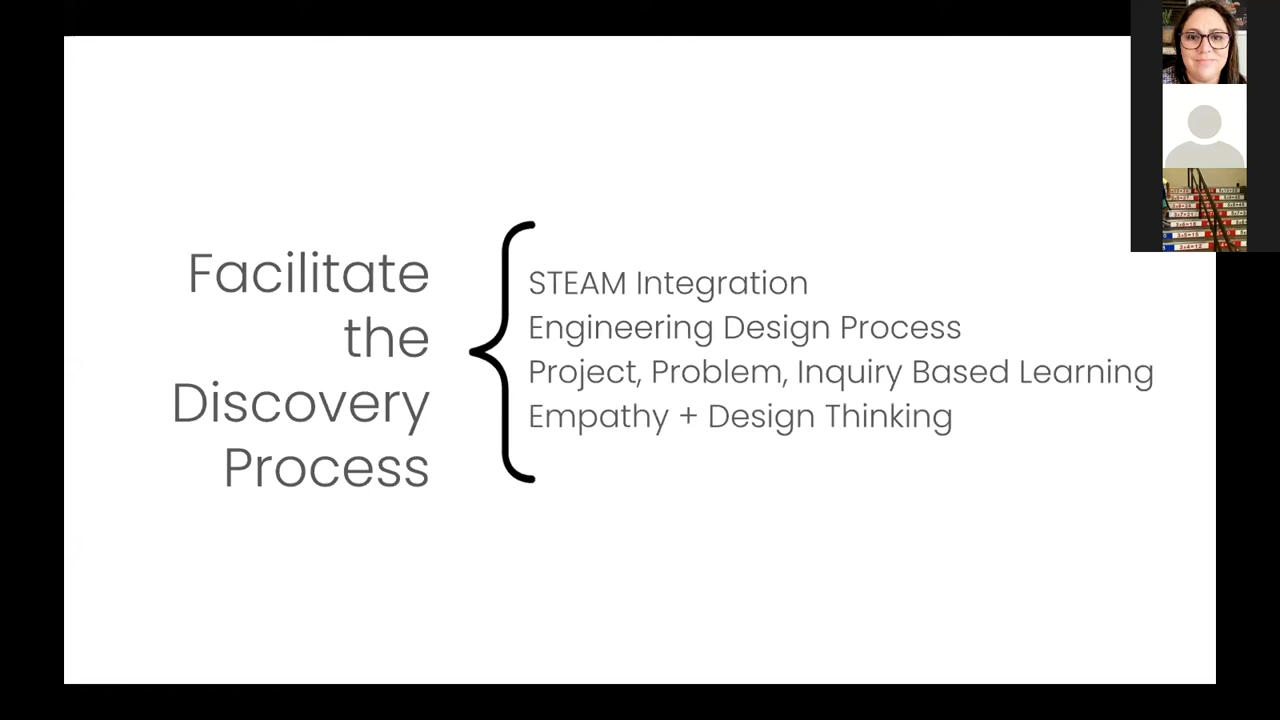 Facilitate
the
Discovery
Process
STEAM Integration
Engineering Design Process
Project, Problem, Inquiry Based Learning
Empathy + Design Thinking